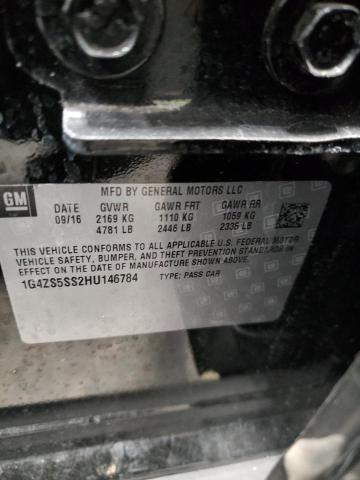 GM
MFD BY GENERAL MOTORS LLC
DATE GVWR GAWR FRT GAWR RR
09/16 2169 KG 1110 KG 1059 KG
4781 LB 2446 LB 2335 LB
THIS VEHICLE CONFORMS TO ALL APPLICABLE U.S. FEDERAL MOTOR
VEHICLE SAFETY, BUMPER, AND THEFT PREVENTION STANDARDS
IN EFFECT ON THE DATE OF MANUFACTURE SHOWN ABOVE.
1G4ZS5SS2HU146784 TYPE: PASS CAR